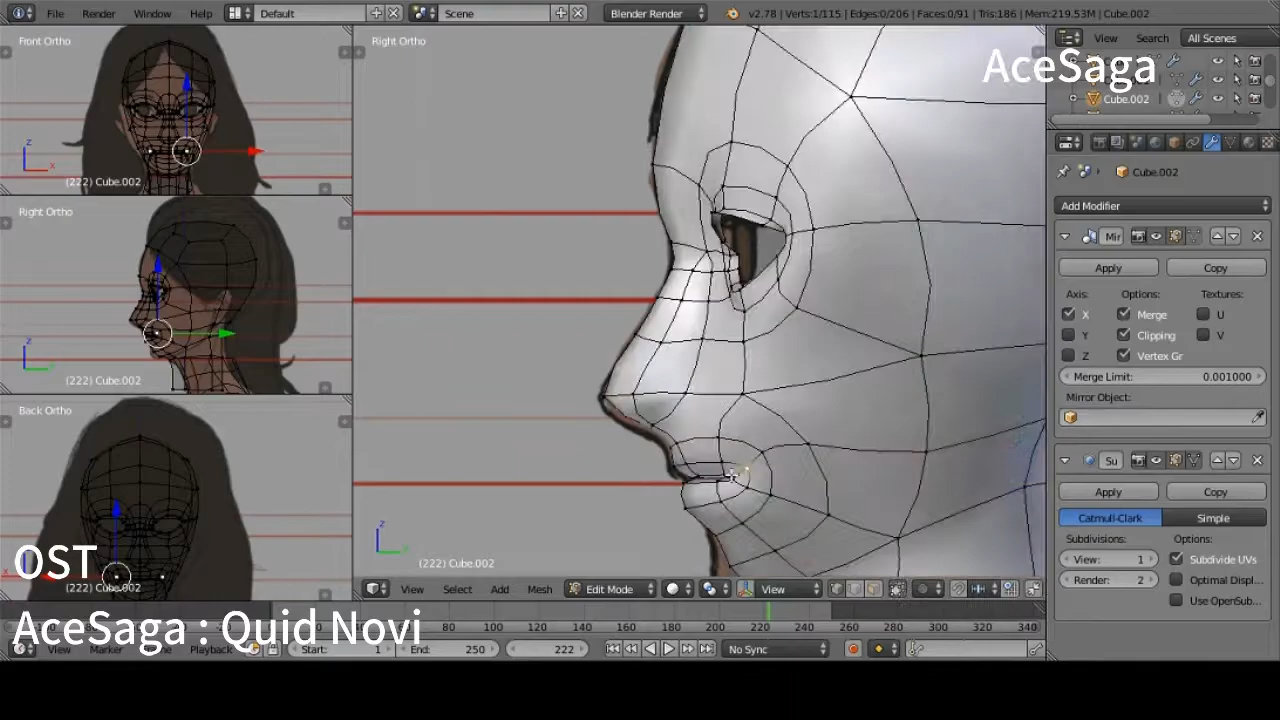 File Render Window Help Default Scene Blender Render v2.78 | Verts:1/115 | Edges:0/206 | Faces:0/91 | Tris:186 | Mem:219.53M | Cube.002
Front Ortho
(222) Cube.002
Right Ortho
(222) Cube.002
Back Ortho
(222) Cube.002
Right Ortho
(222) Cube.002
View Search All Scenes
AceSaga
Cube.002
Cube.002
Add Modifier
Mir
Apply Copy
Axis: Options: Textures:
X Merge U
Y Clipping V
Z Vertex Gr
Merge Limit: 0.001000
Mirror Object:
Su
Apply Copy
Catmull-Clark Simple
Subdivisions: Options:
View: 1 Subdivide UVs
Render: 2 Optimal Displ...
Use OpenSub...
View Select Add Mesh Edit Mode View
OST
AceSaga : Quid Novi
80 100 120 140 160 180 200 220 240 260 280 300 320 340
View Marker Playback Start: 1 End: 250 222 No Sync